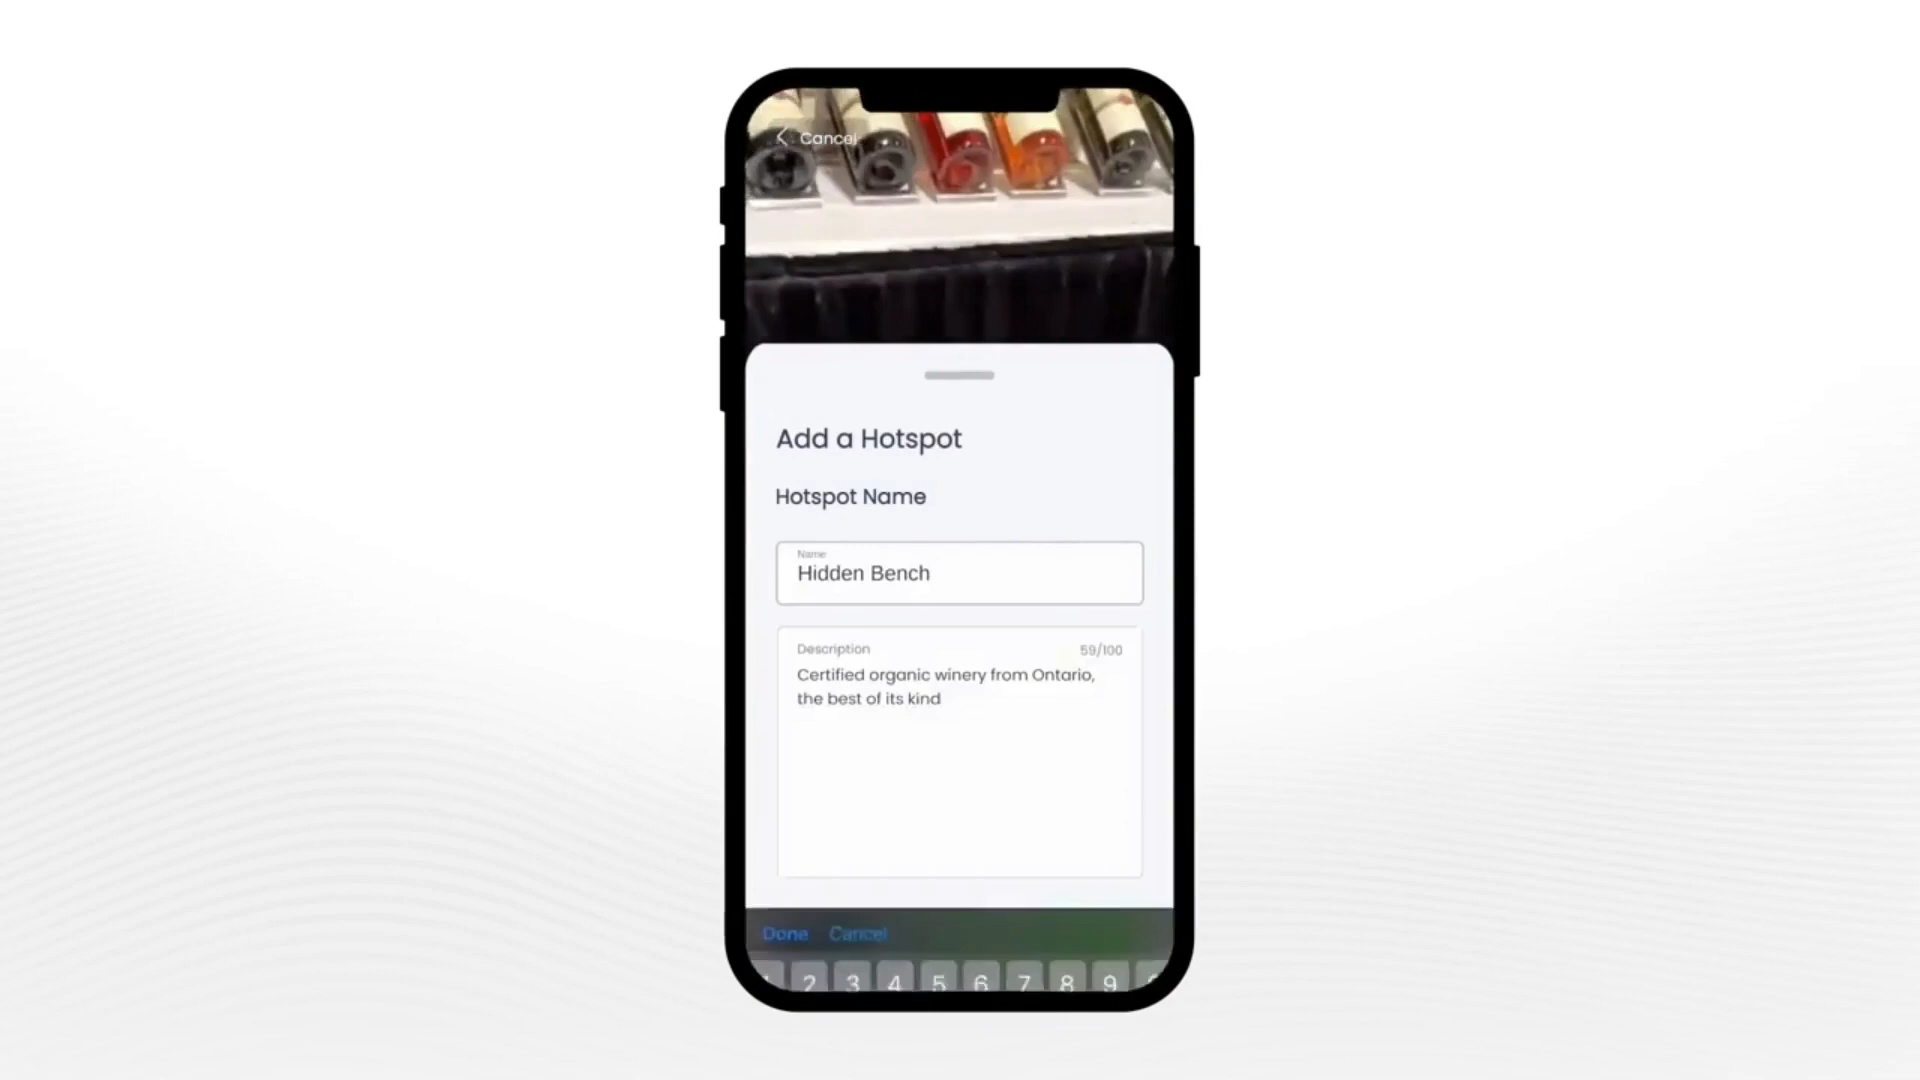 Cancel
Add a Hotspot
Hotspot Name
Name
Hidden Bench
Description 59/100
Certified organic winery from Ontario,
the best of its kind
Done Cancel
2 3 4 5 6 7 8 9